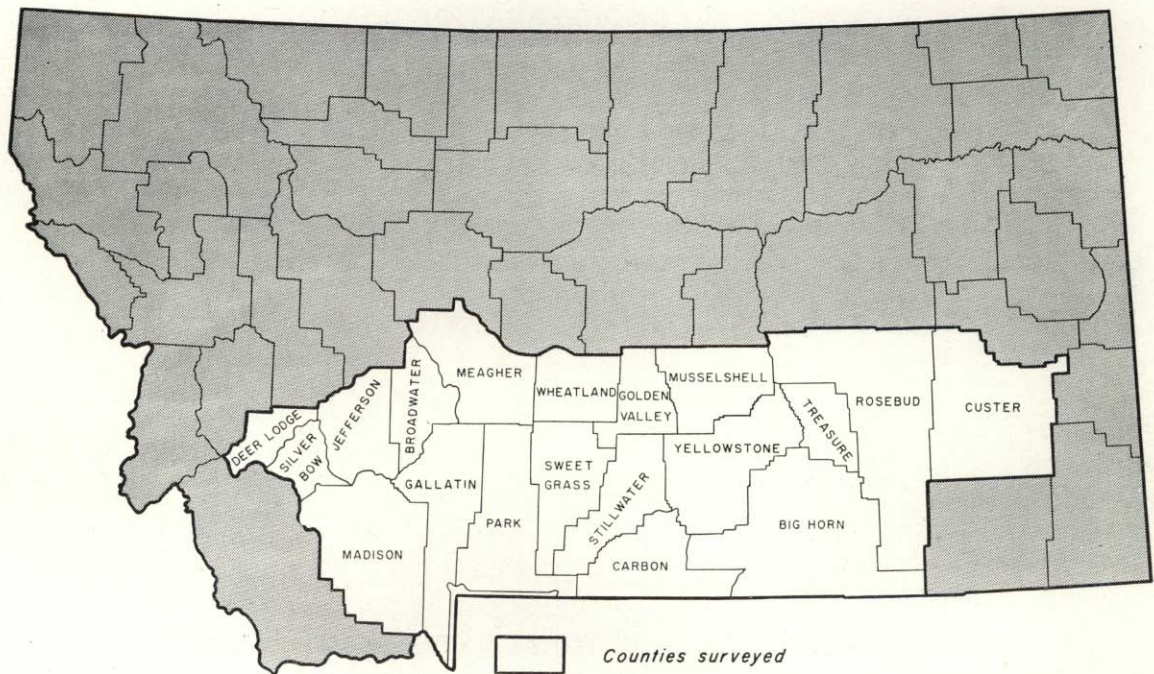 MEAGHER
WHEATLAND
GOLDEN
VALLEY
MUSSELSHELL
ROSEBUD
CUSTER
DEER LODGE
SILVER
BOW
JEFFERSON
BROADWATER
GALLATIN
PARK
SWEET
GRASS
STILLWATER
YELLOWSTONE
TREASURE
MADISON
CARBON
BIG HORN
Counties surveyed